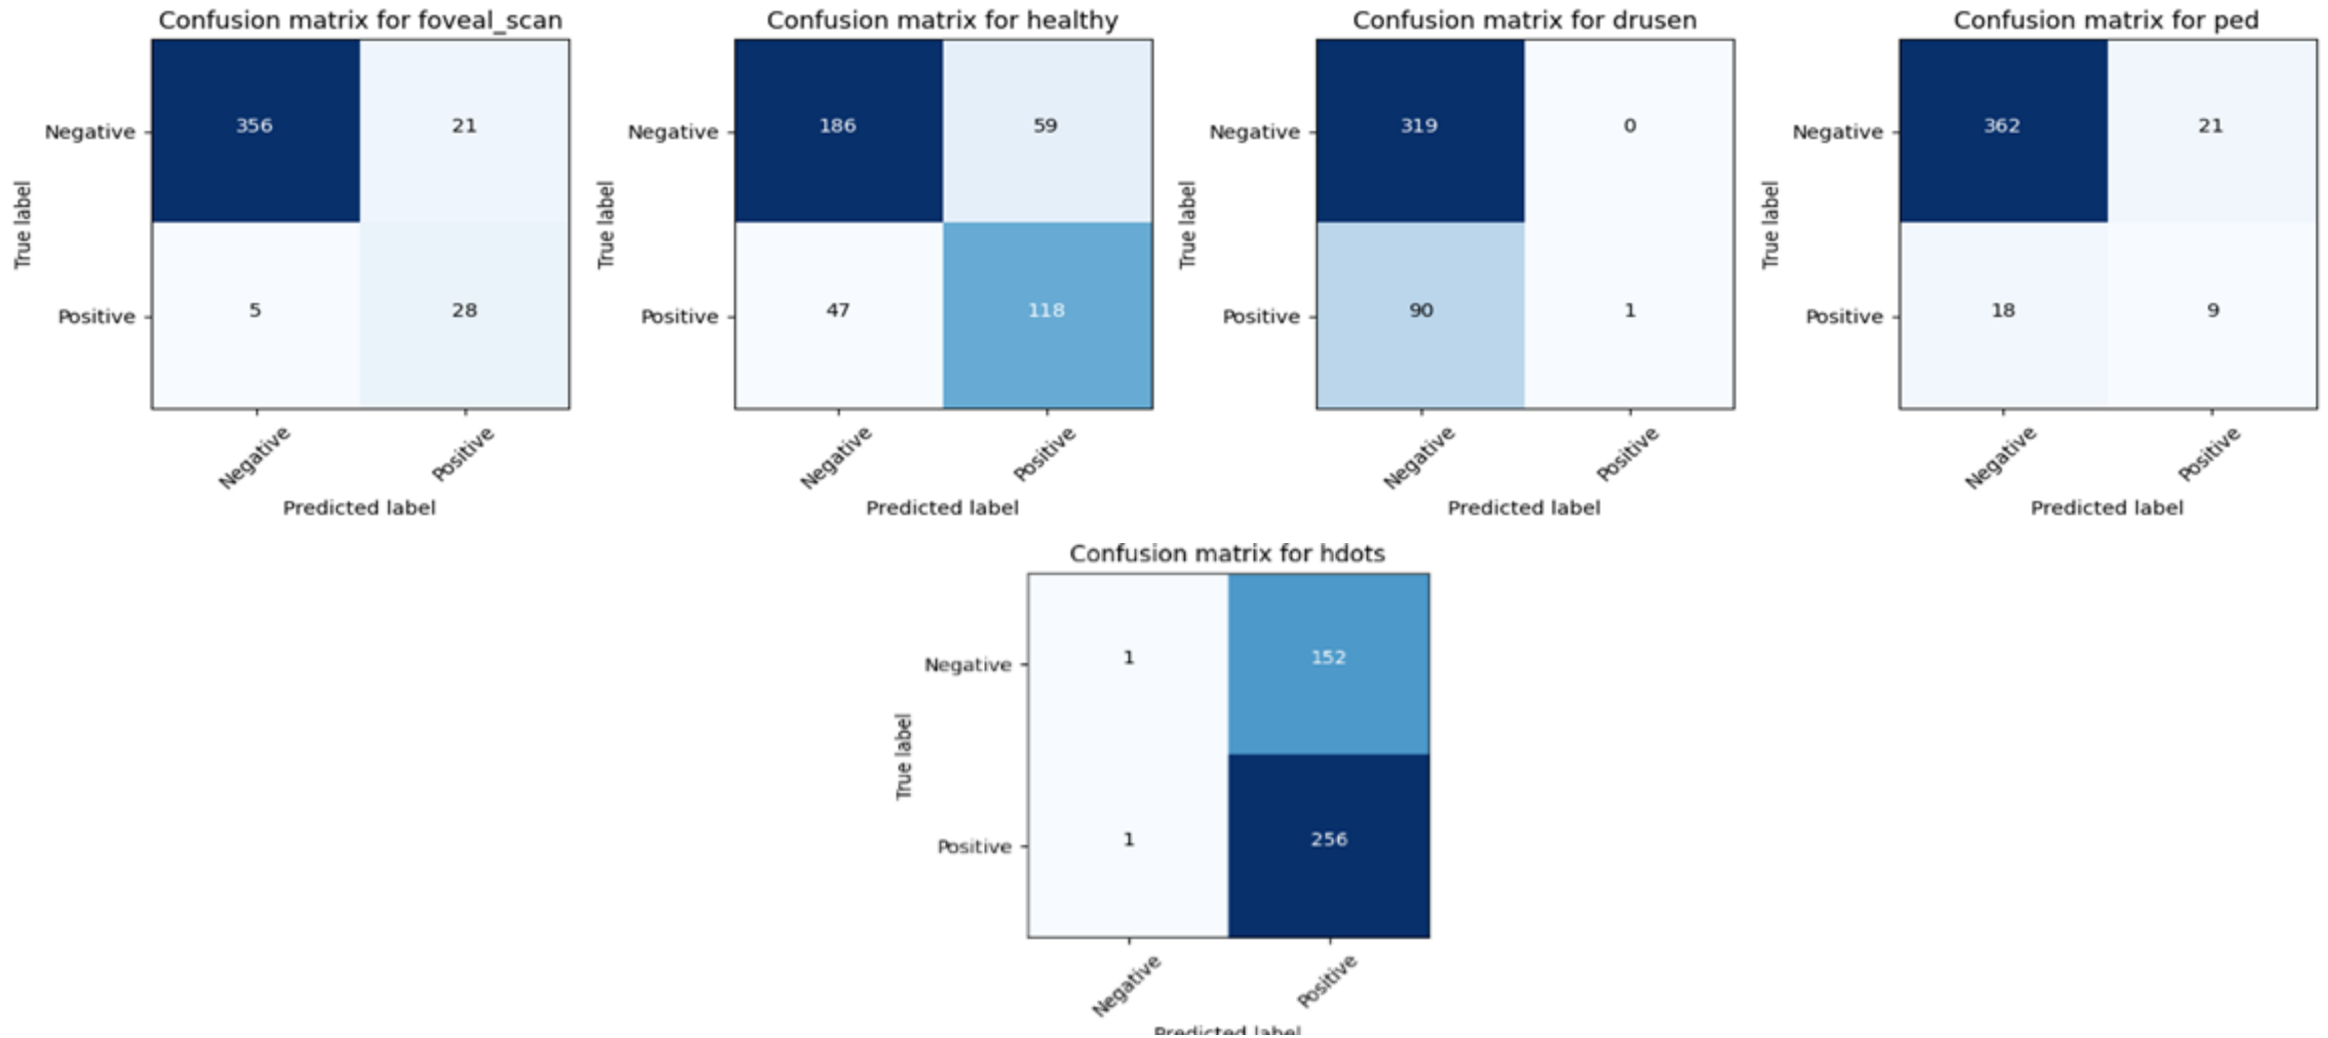 Confusion matrix for foveal_scan
Negative
356
21
True label
Positive
5
28
Negative
Positive
Predicted label
Confusion matrix for healthy
Negative
186
59
True label
Positive
47
118
Negative
Positive
Predicted label
Confusion matrix for drusen
Negative
319
0
True label
Positive
90
1
Negative
Positive
Predicted label
Confusion matrix for ped
Negative
362
21
True label
Positive
18
9
Negative
Positive
Predicted label
Confusion matrix for hdots
Negative
1
152
True label
Positive
1
256
Negative
Positive
Predicted label